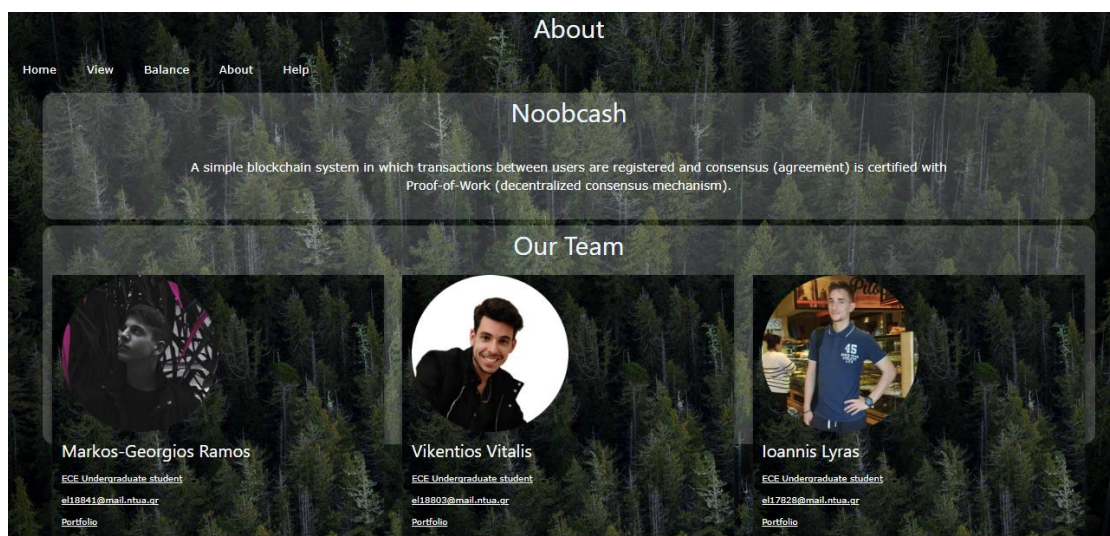 About
Home View Balance About Help
Noobcash
A simple blockchain system in which transactions between users are registered and consensus (agreement) is certified with
Proof-of-Work (decentralized consensus mechanism).
Our Team
45
Markos-Georgios Ramos
ECE Undergraduate student
el18841@mail.ntua.gr
Portfolio
Vikentios Vitalis
ECE Undergraduate student
el18803@mail.ntua.gr
Portfolio
Ioannis Lyras
ECE Undergraduate student
el17828@mail.ntua.gr
Portfolio